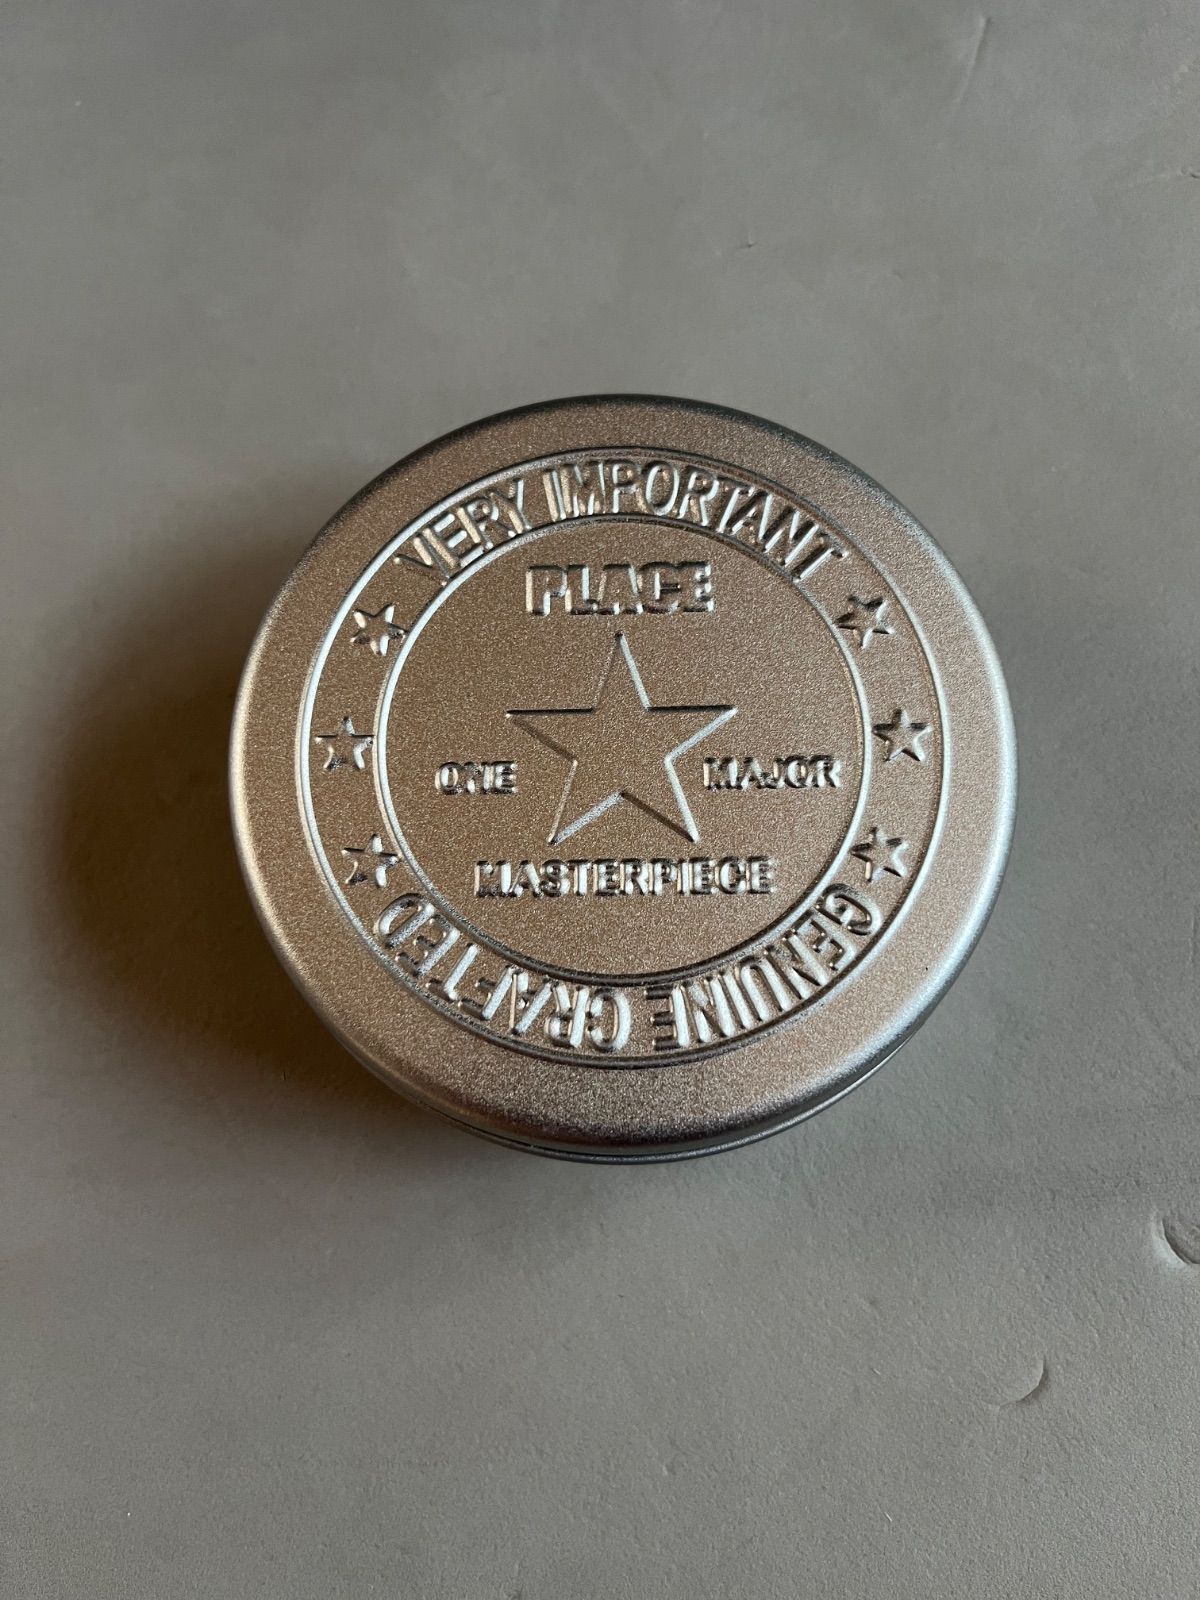 VERY IMPORTANT
PLACE
ONE MAJOR
MASTERPIECE
GENUINE CRAFTED